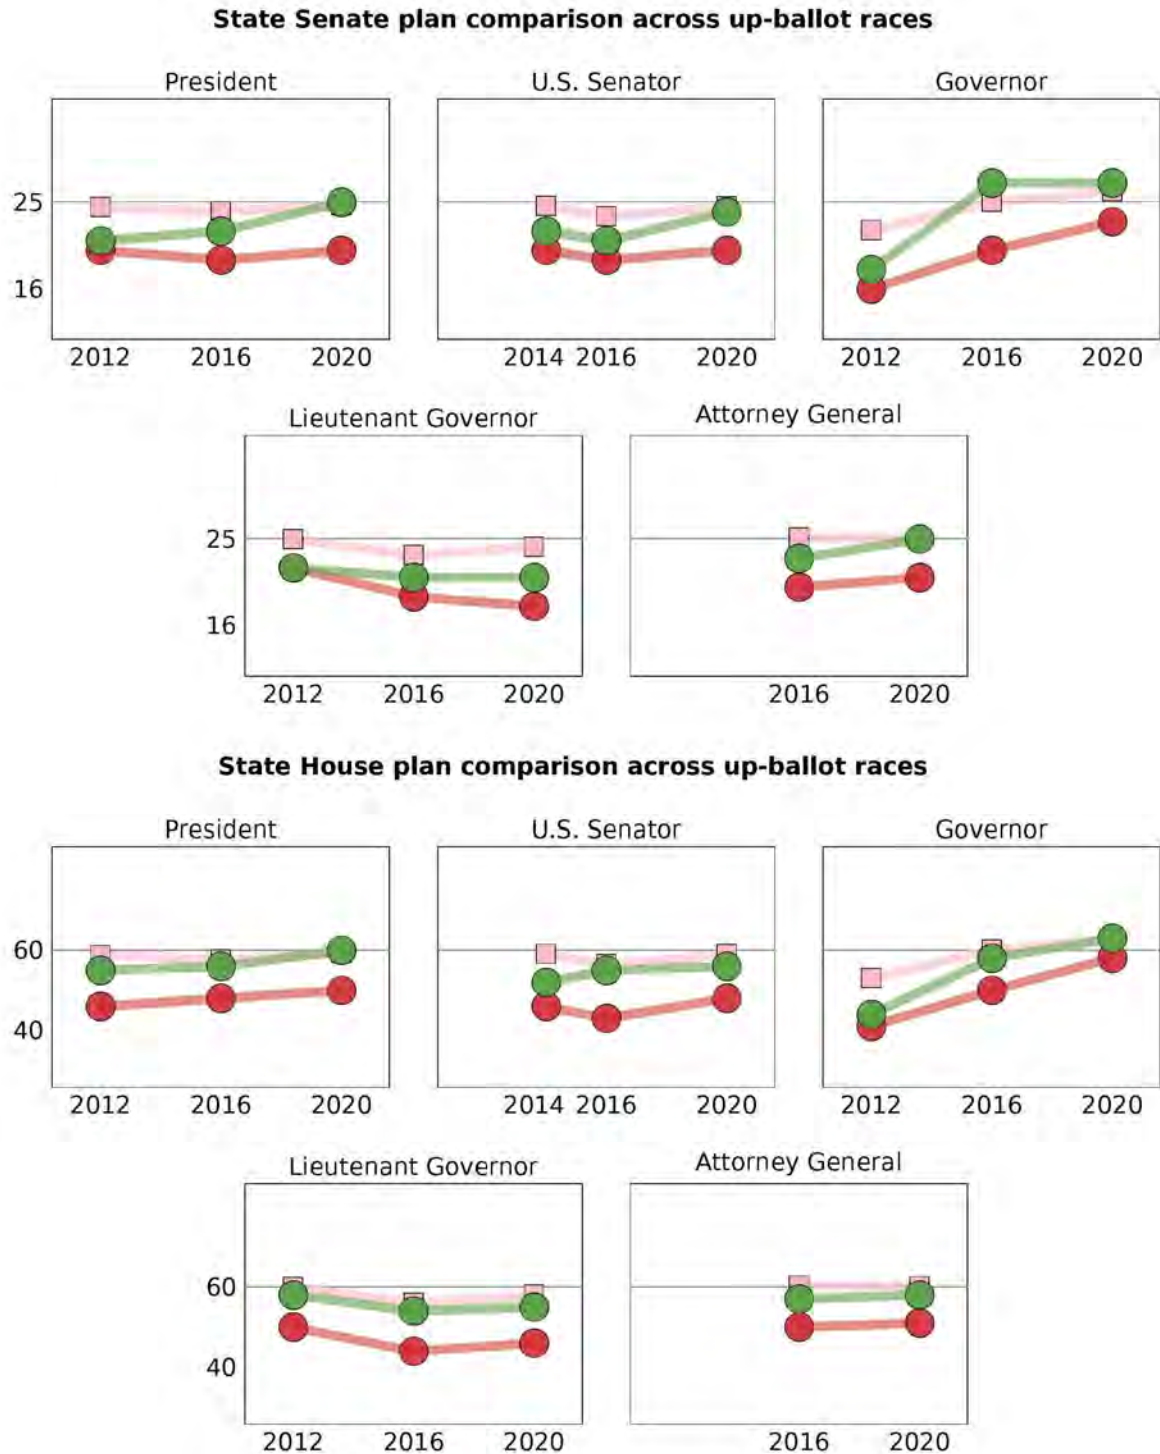 State Senate plan comparison across up-ballot races
President U.S. Senator Governor
25
16
2012 2016 2020 2014 2016 2020 2012 2016 2020
Lieutenant Governor Attorney General
25
16
2012 2016 2020 2016 2020
State House plan comparison across up-ballot races
President U.S. Senator Governor
60
40
2012 2016 2020 2014 2016 2020 2012 2016 2020
Lieutenant Governor Attorney General
60
40
2012 2016 2020 2016 2020